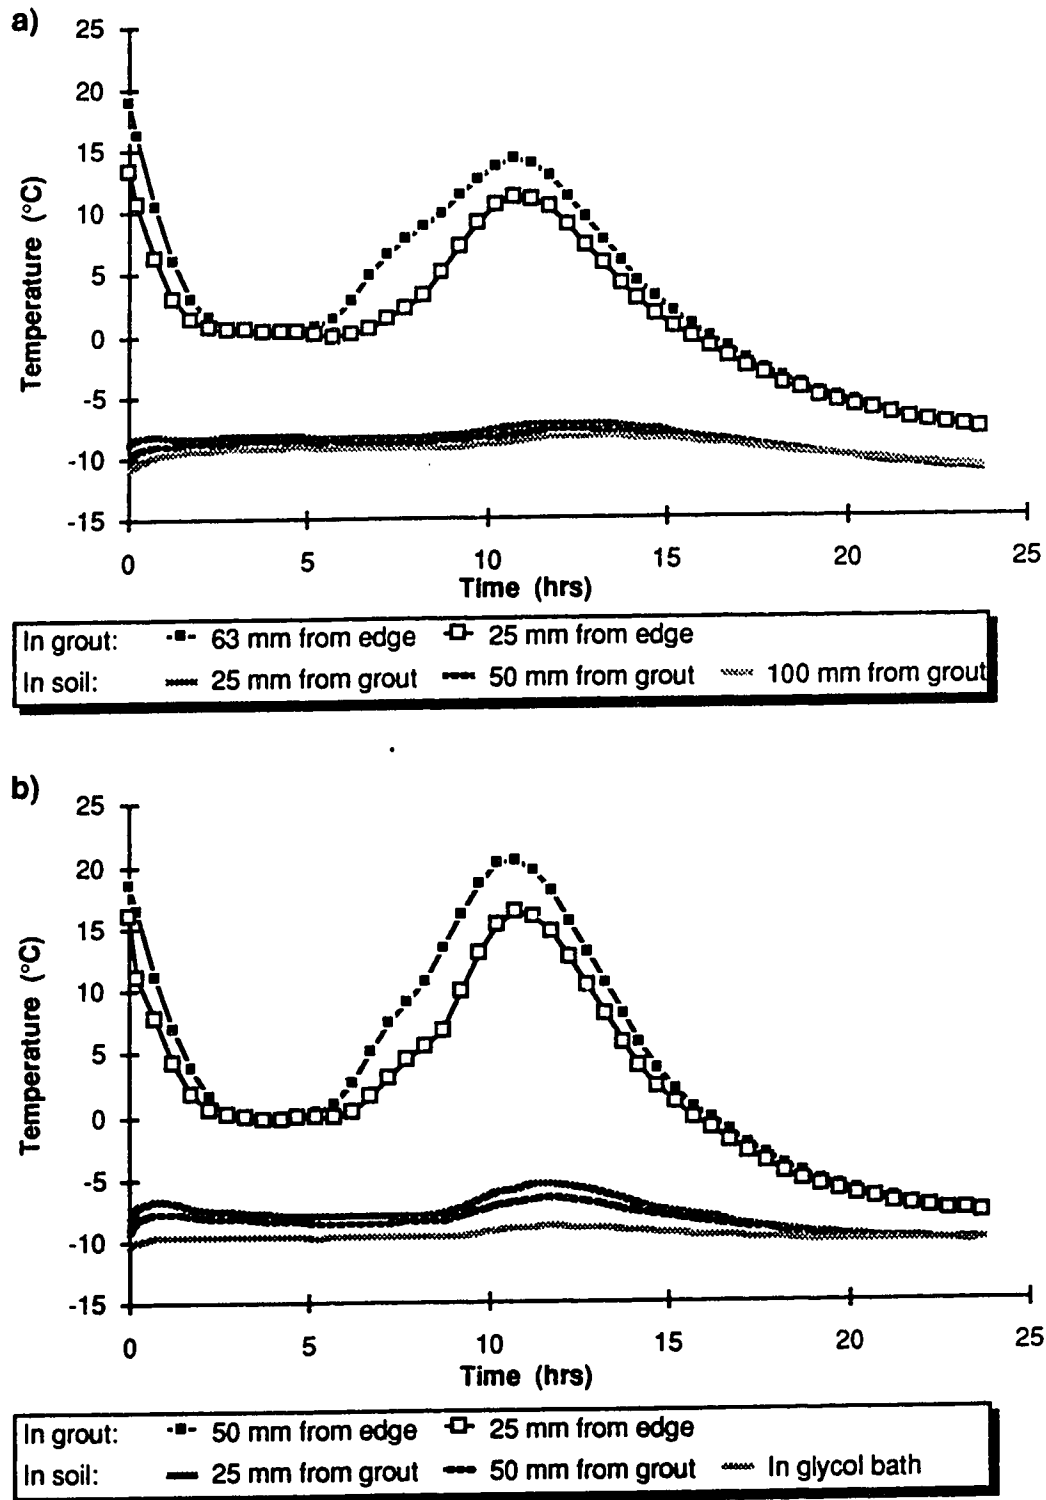 a)
25
20
15
10
5
0
-5
-10
-15
Temperature (°C)
0 5 10 15 20 25
Time (hrs)
In grout: 63 mm from edge 25 mm from edge
In soil: 25 mm from grout 50 mm from grout 100 mm from grout
b)
25
20
15
10
5
0
-5
-10
-15
Temperature (°C)
0 5 10 15 20 25
Time (hrs)
In grout: 50 mm from edge 25 mm from edge
In soil: 25 mm from grout 50 mm from grout In glycol bath